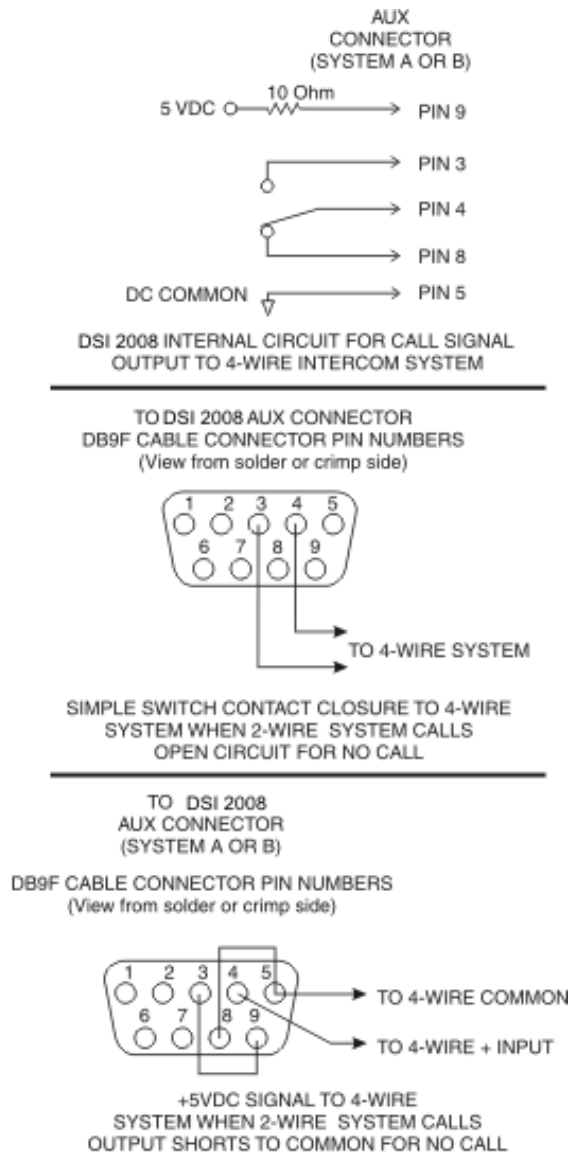 AUX
CONNECTOR
(SYSTEM A OR B)
10 Ohm
5 VDC
PIN 9
PIN 3
PIN 4
PIN 8
DC COMMON
PIN 5
DSI 2008 INTERNAL CIRCUIT FOR CALL SIGNAL
OUTPUT TO 4-WIRE INTERCOM SYSTEM
TO DSI 2008 AUX CONNECTOR
DB9F CABLE CONNECTOR PIN NUMBERS
(View from solder or crimp side)
1 2 3 4 5
6 7 8 9
TO 4-WIRE SYSTEM
SIMPLE SWITCH CONTACT CLOSURE TO 4-WIRE
SYSTEM WHEN 2-WIRE SYSTEM CALLS
OPEN CIRCUIT FOR NO CALL
TO DSI 2008
AUX CONNECTOR
(SYSTEM A OR B)
DB9F CABLE CONNECTOR PIN NUMBERS
(View from solder or crimp side)
1 2 3 4 5
6 7 8 9
TO 4-WIRE COMMON
TO 4-WIRE + INPUT
+5VDC SIGNAL TO 4-WIRE
SYSTEM WHEN 2-WIRE SYSTEM CALLS
OUTPUT SHORTS TO COMMON FOR NO CALL